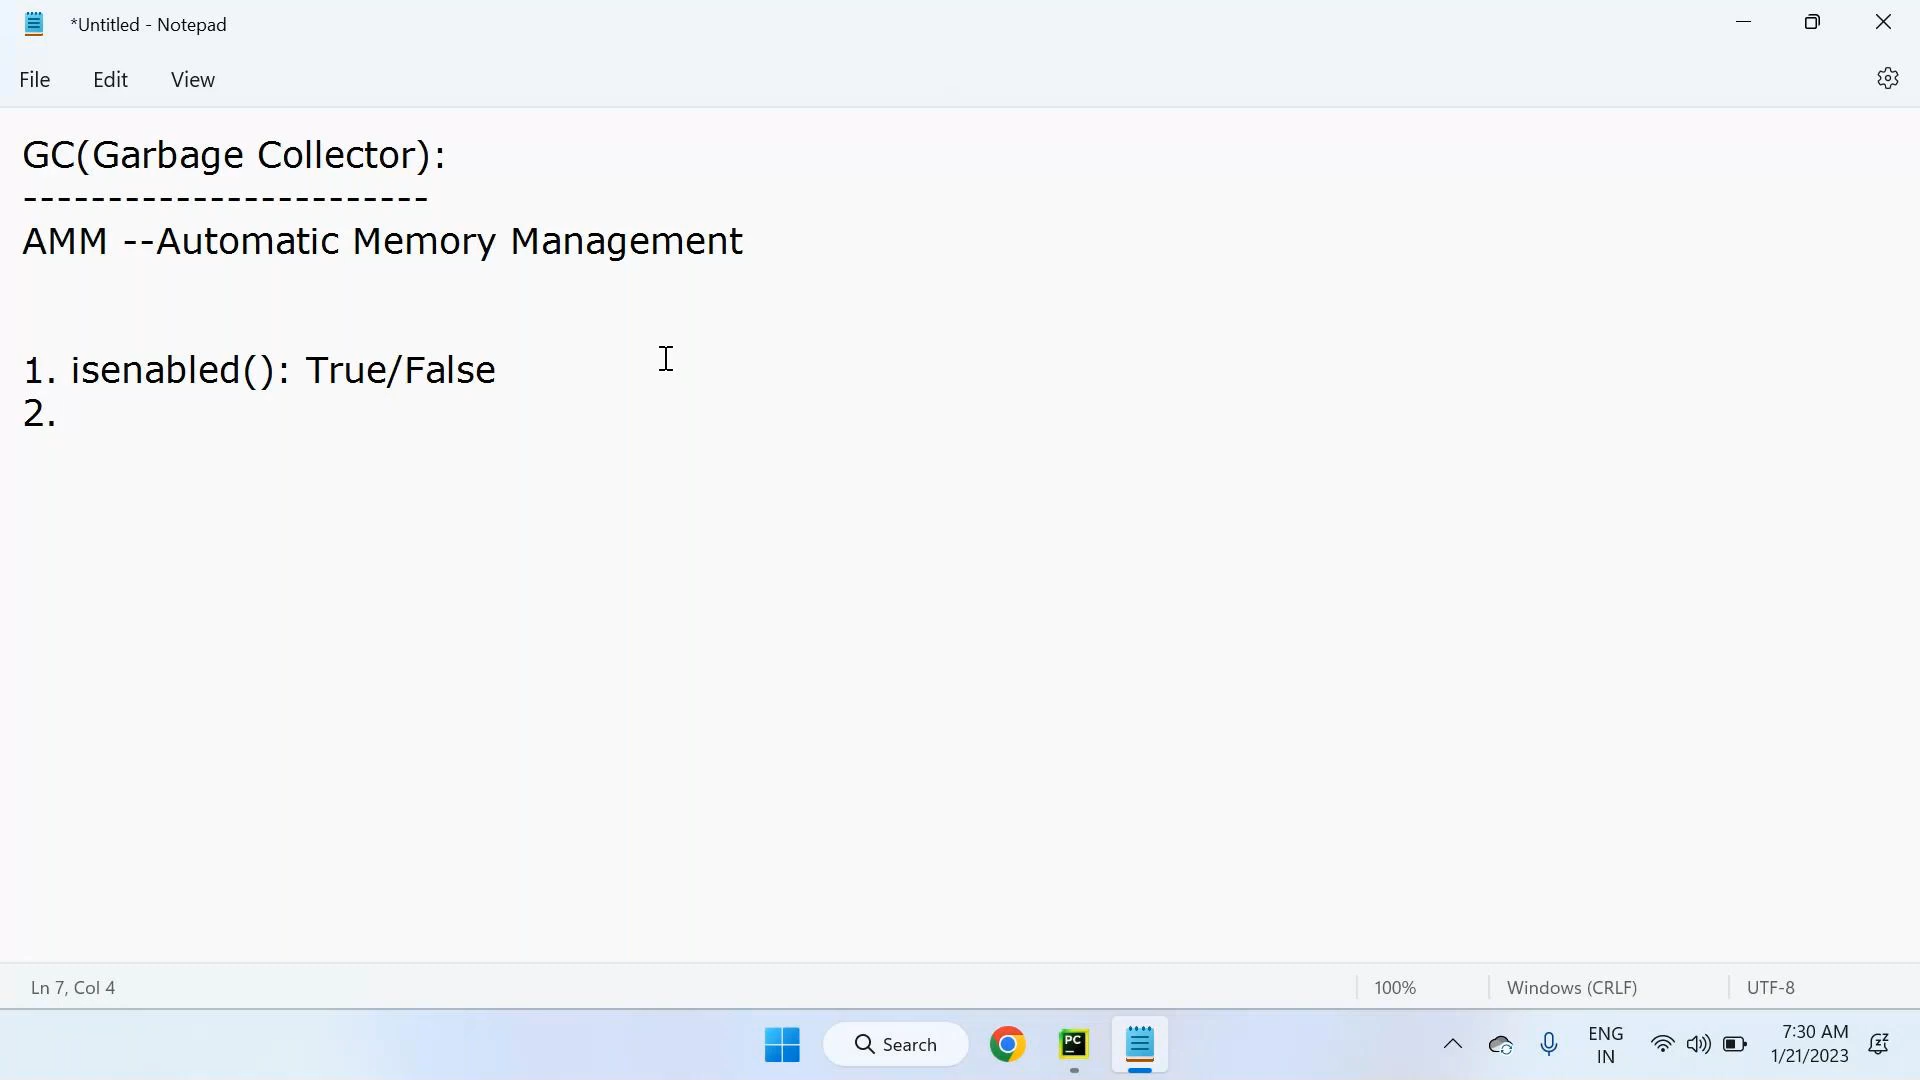 *Untitled - Notepad
File Edit View
GC(Garbage Collector):
-------------------------
AMM --Automatic Memory Management
1. isenabled(): True/False
2.
Ln 7, Col 4 100% Windows (CRLF) UTF-8
PC
Search
ENG
IN
7:30 AM
1/21/2023